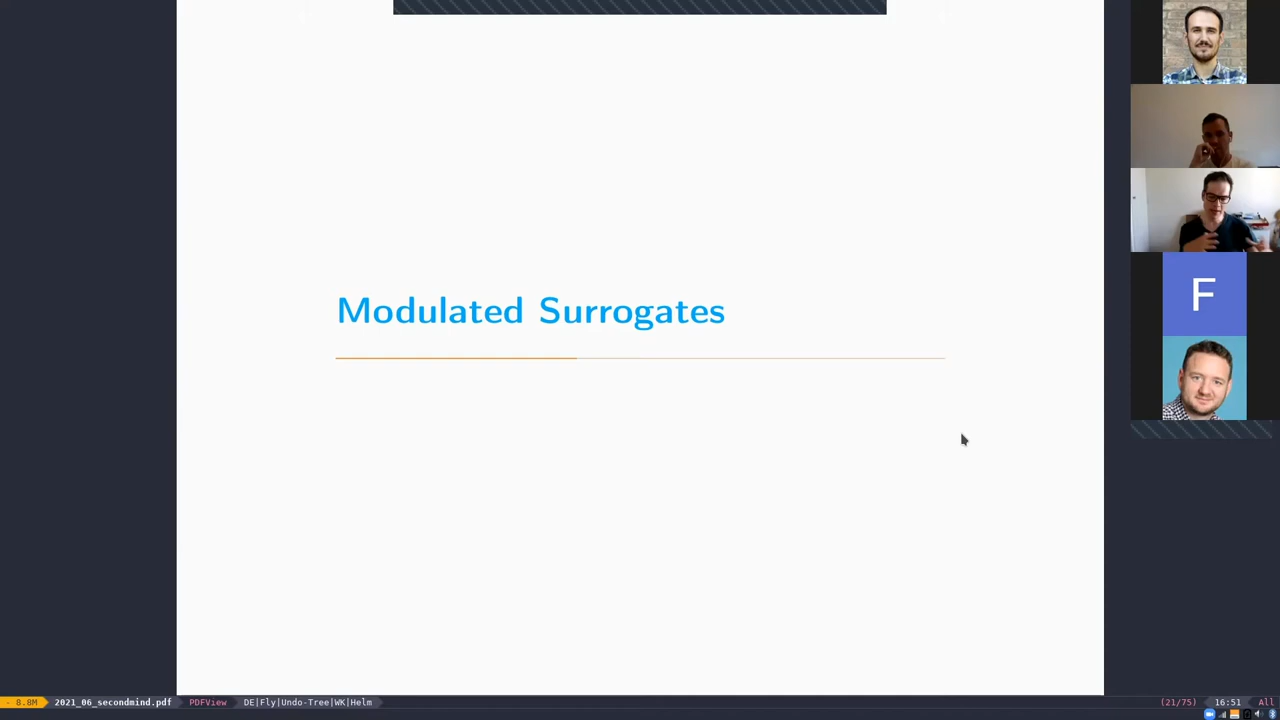 Modulated Surrogates
F
- 8.8M 2021_06_secondmind.pdf PDFView DE|Fly|Undo-Tree|WK|Helm (21/75) 16:51 All